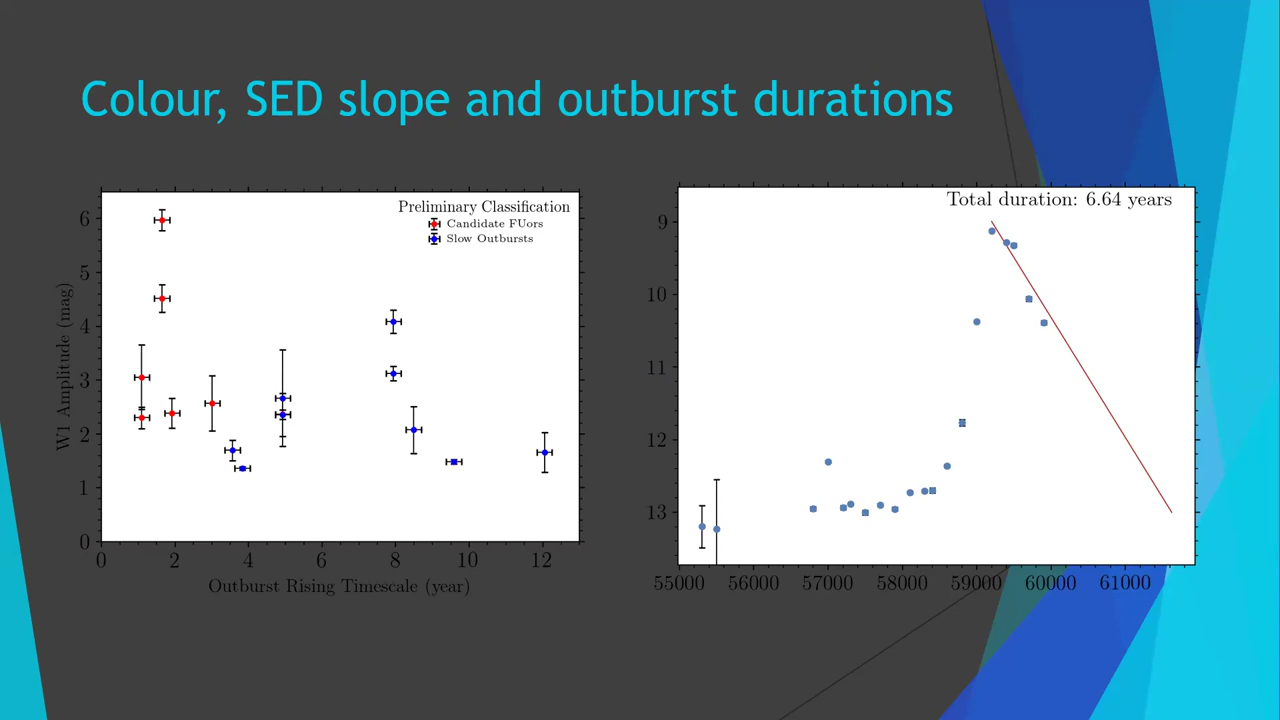 Colour, SED slope and outburst durations
Preliminary Classification
Candidate FUors
Slow Outbursts
6
5
4
3
2
1
0
W1 Amplitude (mag)
0 2 4 6 8 10 12
Outburst Rising Timescale (year)
Total duration: 6.64 years
9
10
11
12
13
55000 56000 57000 58000 59000 60000 61000